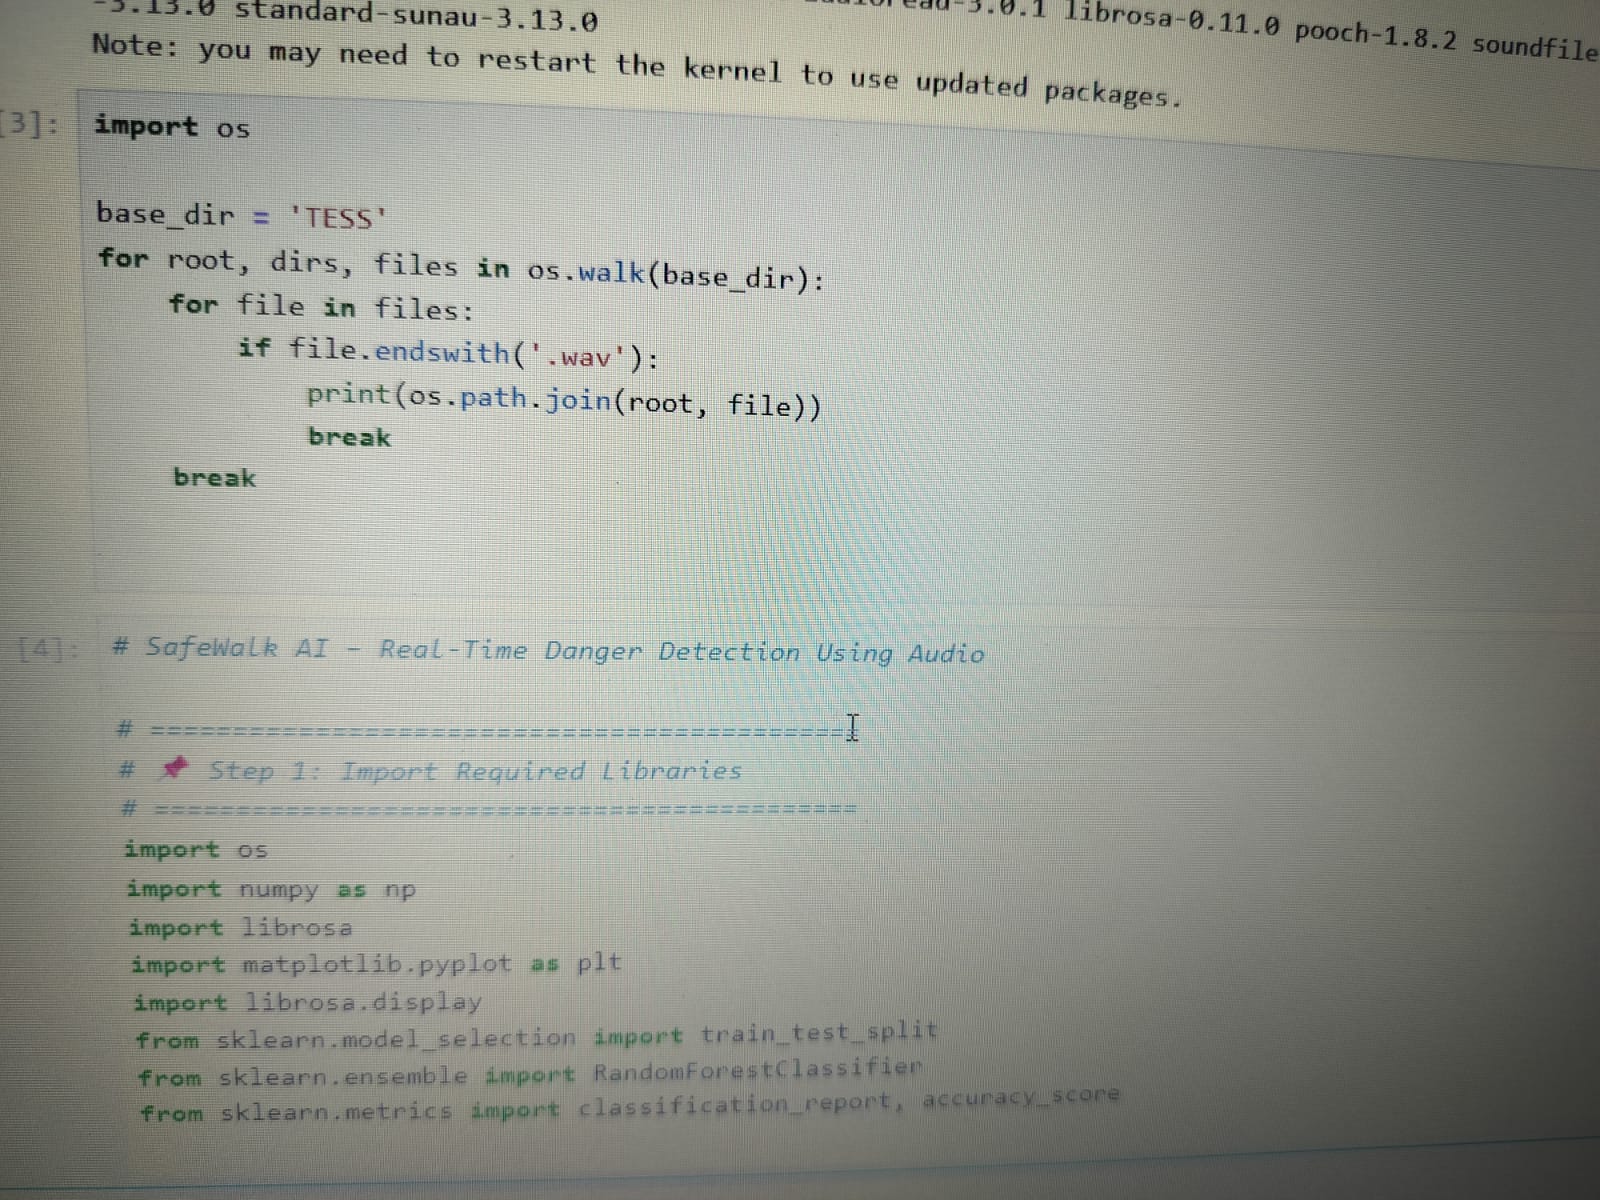 -3.13.0 standard-sunau-3.13.0 librosa-0.11.0 pooch-1.8.2 soundfile
Note: you may need to restart the kernel to use updated packages.
[3]: import os
base_dir = 'TESS'
for root, dirs, files in os.walk(base_dir):
for file in files:
if file.endswith('.wav'):
print(os.path.join(root, file))
break
break
[4]: # SafeWalk AI – Real-Time Danger Detection Using Audio
# ===========================================
# 📌 Step 1: Import Required Libraries
# ===========================================
import os
import numpy as np
import librosa
import matplotlib.pyplot as plt
import librosa.display
from sklearn.model_selection import train_test_split
from sklearn.ensemble import RandomForestClassifier
from sklearn.metrics import classification_report, accuracy_score